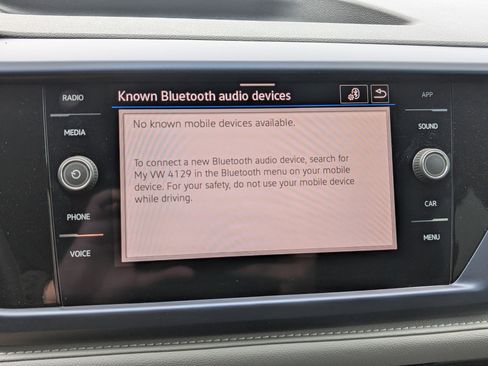 RADIO
MEDIA
PHONE
VOICE
Known Bluetooth audio devices
No known mobile devices available.
To connect a new Bluetooth audio device, search for
My VW 4129 in the Bluetooth menu on your mobile
device. For your safety, do not use your mobile device
while driving.
APP
SOUND
CAR
MENU